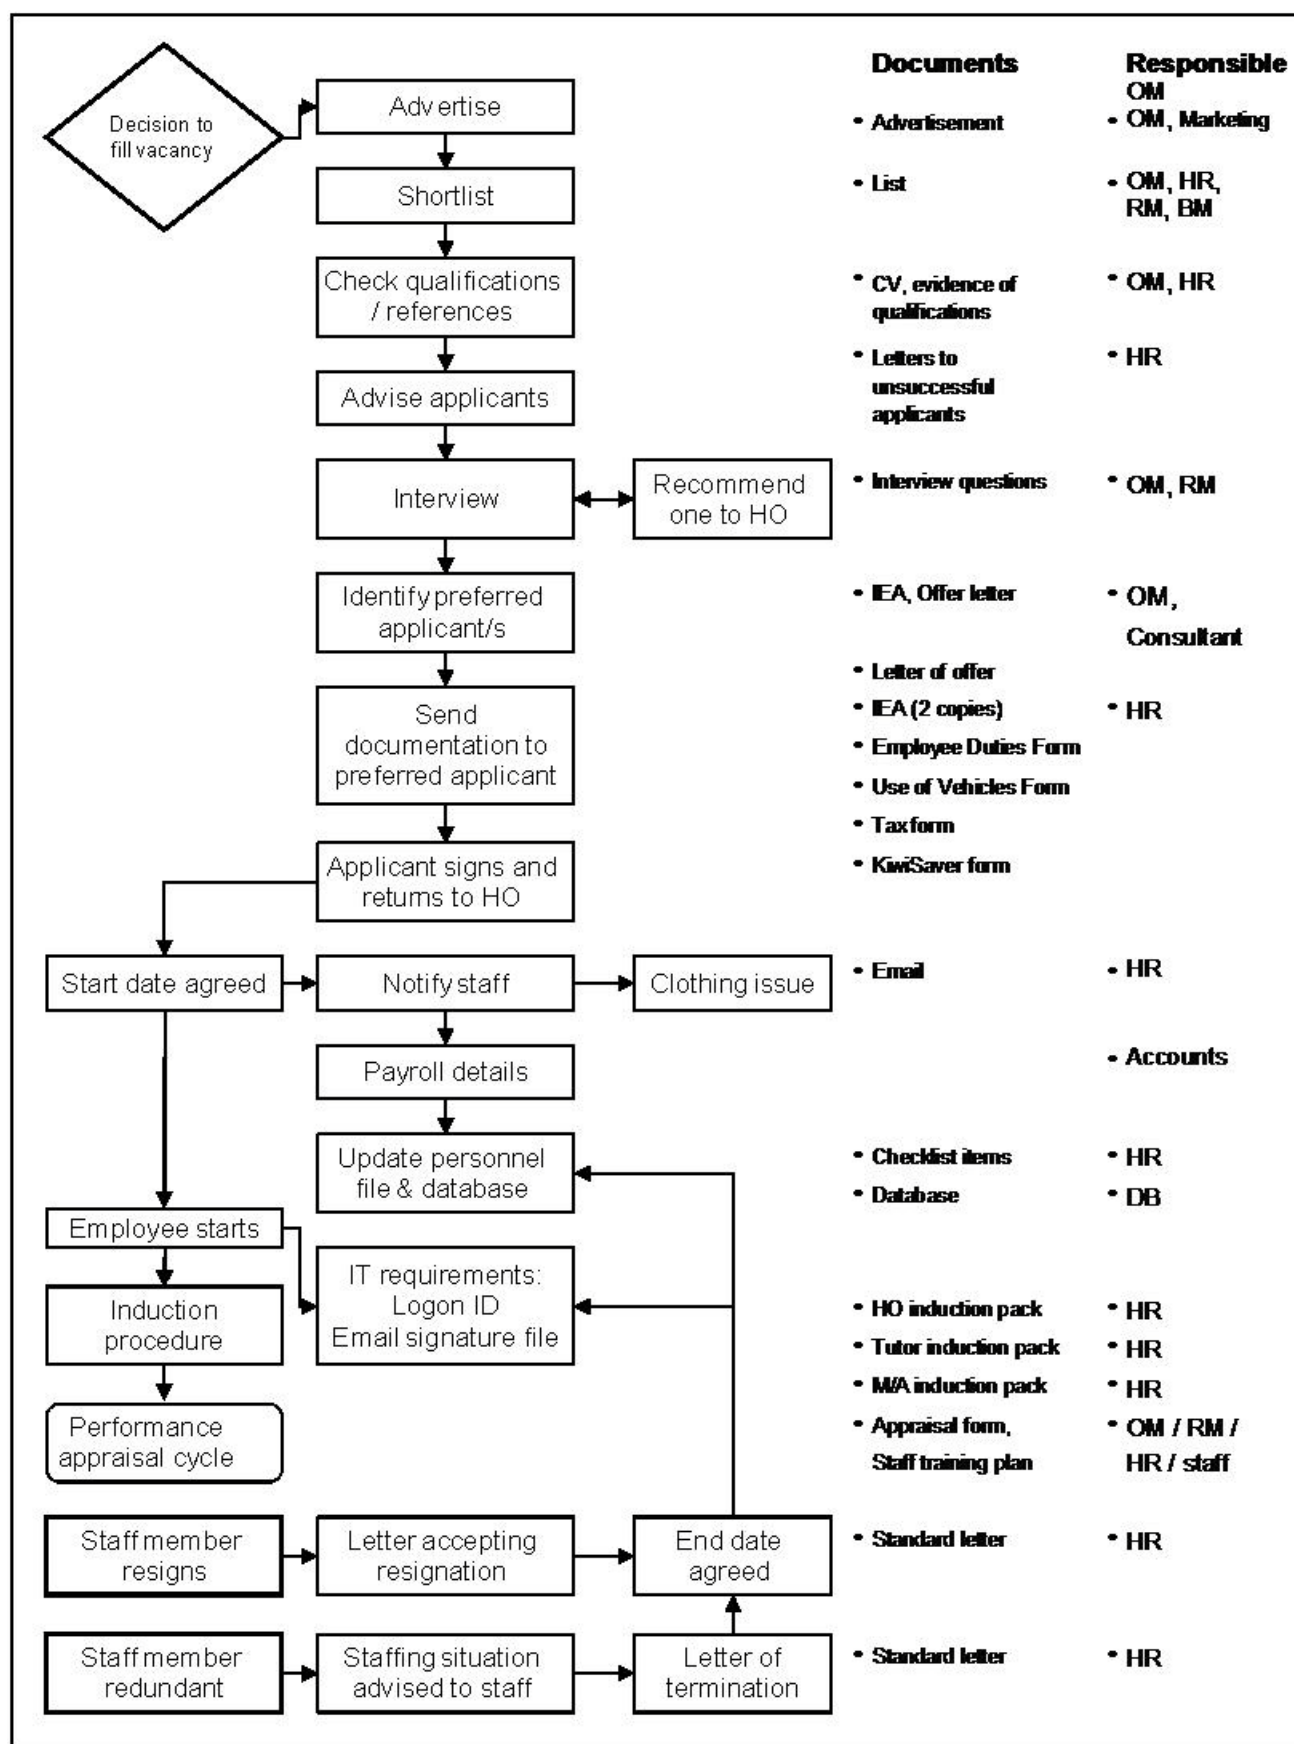 Documents
Responsible
OM
Decision to
fill vacancy
Advertise
• Advertisement
• OM, Marketing
Shortlist
• List
• OM, HR,
RM, BM
Check qualifications
/ references
• CV, evidence of
qualifications
• OM, HR
Advise applicants
• Letters to
unsuccessful
applicants
• HR
Interview
Recommend
one to HO
• Interview questions
• OM, RM
Identify preferred
applicant/s
• IEA, Offer letter
• OM,
Consultant
Send
documentation to
preferred applicant
• Letter of offer
• IEA (2 copies)
• HR
• Employee Duties Form
• Use of Vehicles Form
• Tax form
• KiwiSaver form
Applicant signs and
returns to HO
Start date agreed
Notify staff
Clothing issue
• Email
• HR
Payroll details
• Accounts
Update personnel
file & database
• Checklist items
• HR
• Database
• DB
Employee starts
IT requirements:
Logon ID
Email signature file
Induction
procedure
• HO induction pack
• HR
• Tutor induction pack
• HR
• M/A induction pack
• HR
Performance
appraisal cycle
• Appraisal form,
Staff training plan
• OM / RM /
HR / staff
Staff member
resigns
Letter accepting
resignation
End date
agreed
• Standard letter
• HR
Staff member
redundant
Staffing situation
advised to staff
Letter of
termination
• Standard letter
• HR